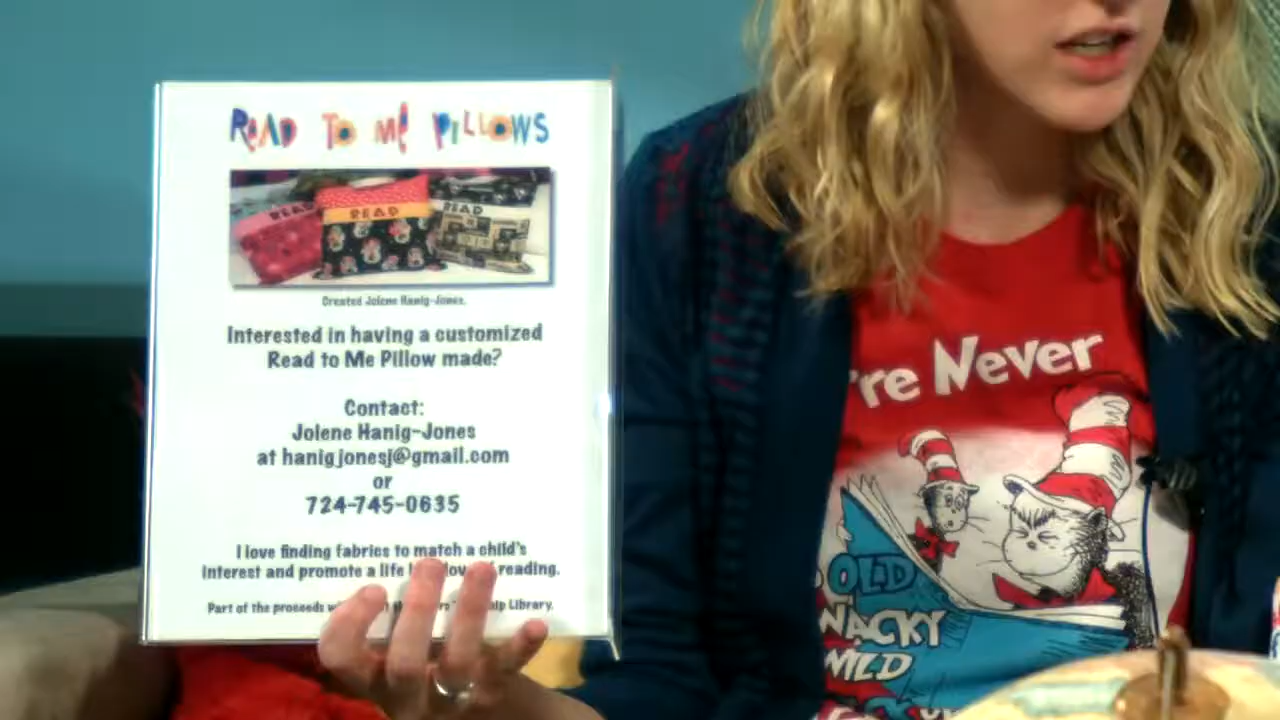 READ TO ME PILLOWS
READ
READ
READ
Created Jolene Hanig-Jones.
Interested in having a customized
Read to Me Pillow made?
Contact:
Jolene Hanig-Jones
at hanigjonesj@gmail.com
or
724-745-0635
I love finding fabrics to match a child's
interest and promote a life reading.
Part of the proceeds Library.
're Never
OLD
WACKY
WILD